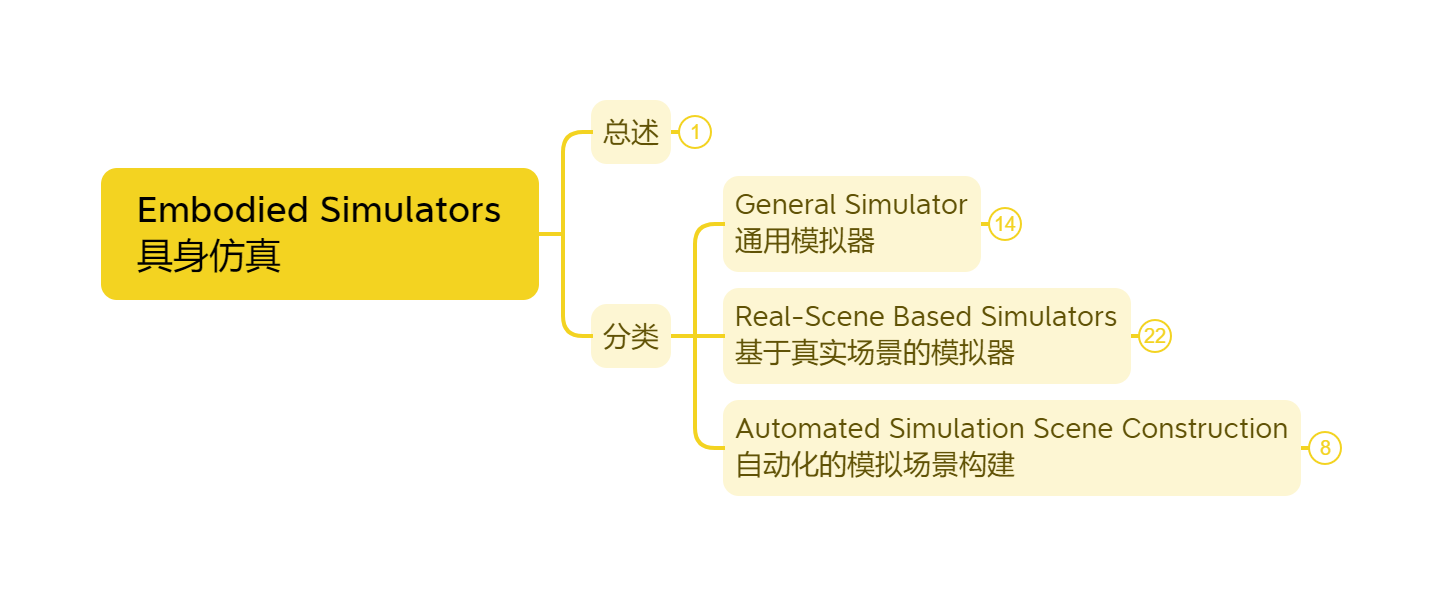 Embodied Simulators
具身仿真
总述
1
分类
General Simulator
通用模拟器
14
Real-Scene Based Simulators
基于真实场景的模拟器
22
Automated Simulation Scene Construction
自动化的模拟场景构建
8